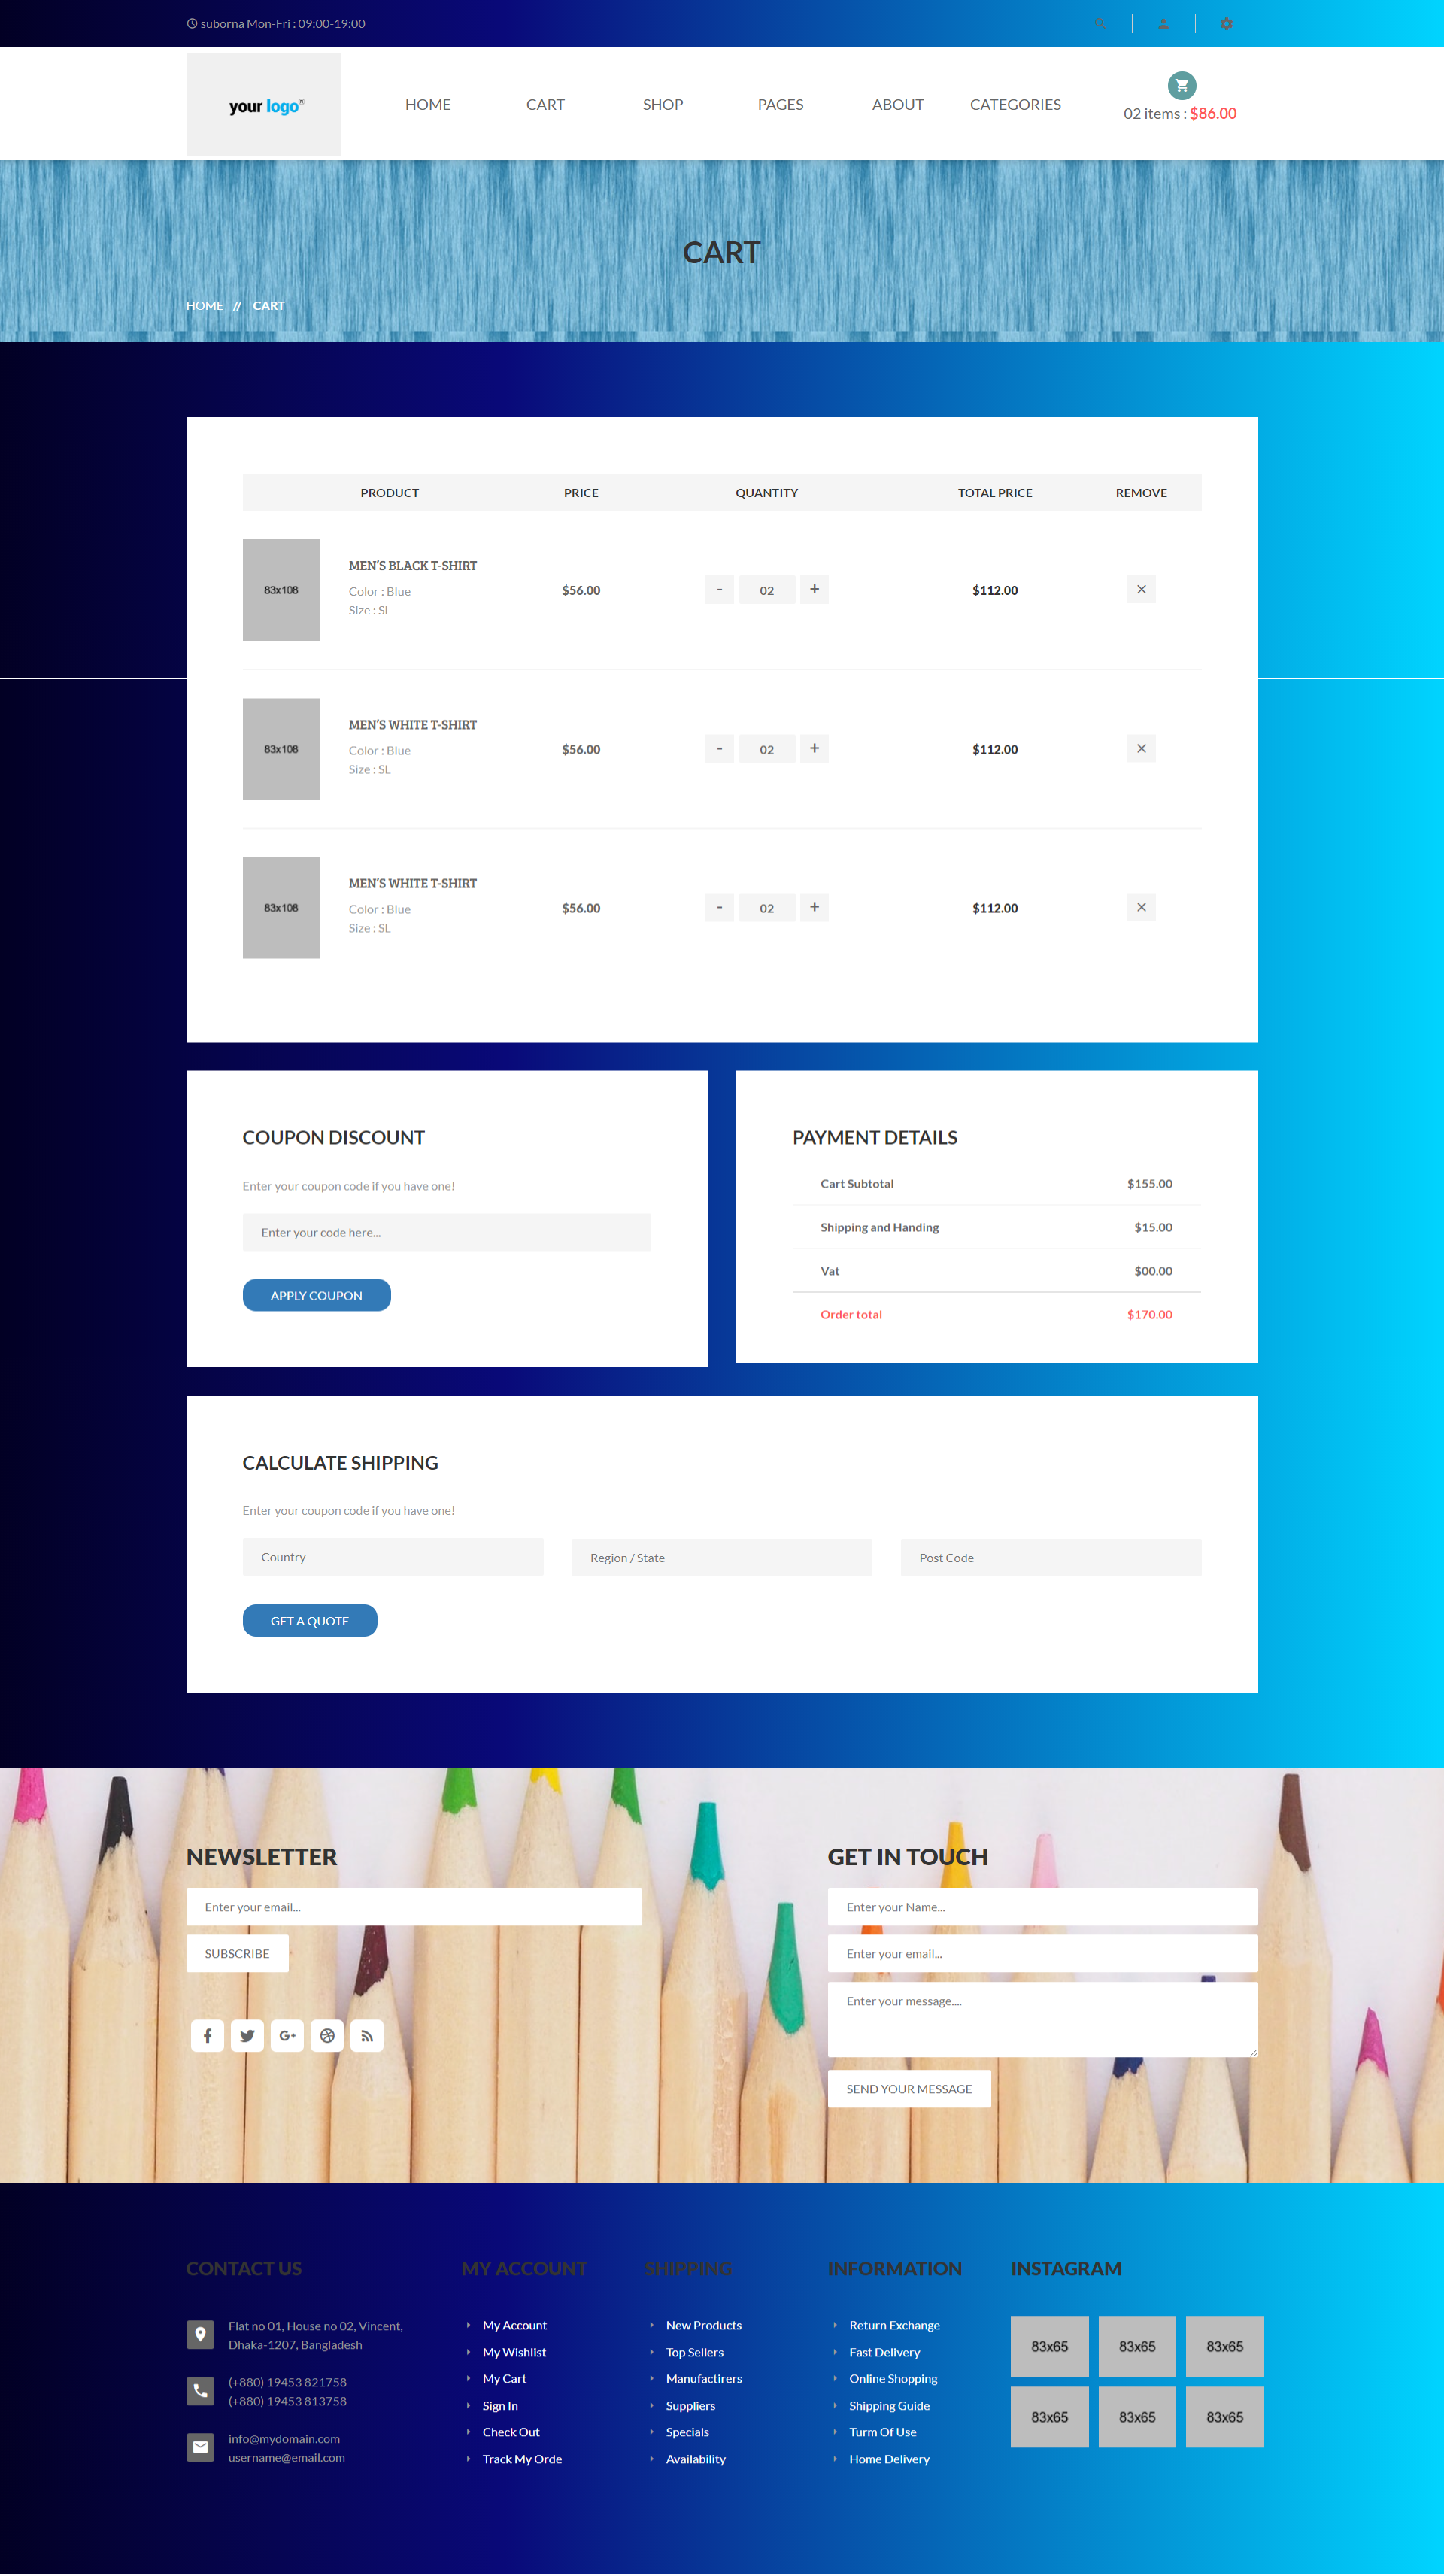 suborna Mon-Fri : 09:00-19:00
your logo®
HOME CART SHOP PAGES ABOUT CATEGORIES
02 items : $86.00
CART
HOME // CART
PRODUCT PRICE QUANTITY TOTAL PRICE REMOVE
83x108
MEN'S BLACK T-SHIRT
Color : Blue
Size : SL
$56.00 - 02 + $112.00 ×
83x108
MEN'S WHITE T-SHIRT
Color : Blue
Size : SL
$56.00 - 02 + $112.00 ×
83x108
MEN'S WHITE T-SHIRT
Color : Blue
Size : SL
$56.00 - 02 + $112.00 ×
COUPON DISCOUNT
Enter your coupon code if you have one!
Enter your code here...
APPLY COUPON
PAYMENT DETAILS
Cart Subtotal $155.00
Shipping and Handing $15.00
Vat $00.00
Order total $170.00
CALCULATE SHIPPING
Enter your coupon code if you have one!
Country Region / State Post Code
GET A QUOTE
NEWSLETTER
Enter your email...
SUBSCRIBE
GET IN TOUCH
Enter your Name...
Enter your email...
Enter your message....
SEND YOUR MESSAGE
CONTACT US
Flat no 01, House no 02, Vincent,
Dhaka-1207, Bangladesh
(+880) 19453 821758
(+880) 19453 813758
info@mydomain.com
username@email.com
MY ACCOUNT
My Account
My Wishlist
My Cart
Sign In
Check Out
Track My Orde
SHIPPING
New Products
Top Sellers
Manufactirers
Suppliers
Specials
Availability
INFORMATION
Return Exchange
Fast Delivery
Online Shopping
Shipping Guide
Turm Of Use
Home Delivery
INSTAGRAM
83x65 83x65 83x65
83x65 83x65 83x65